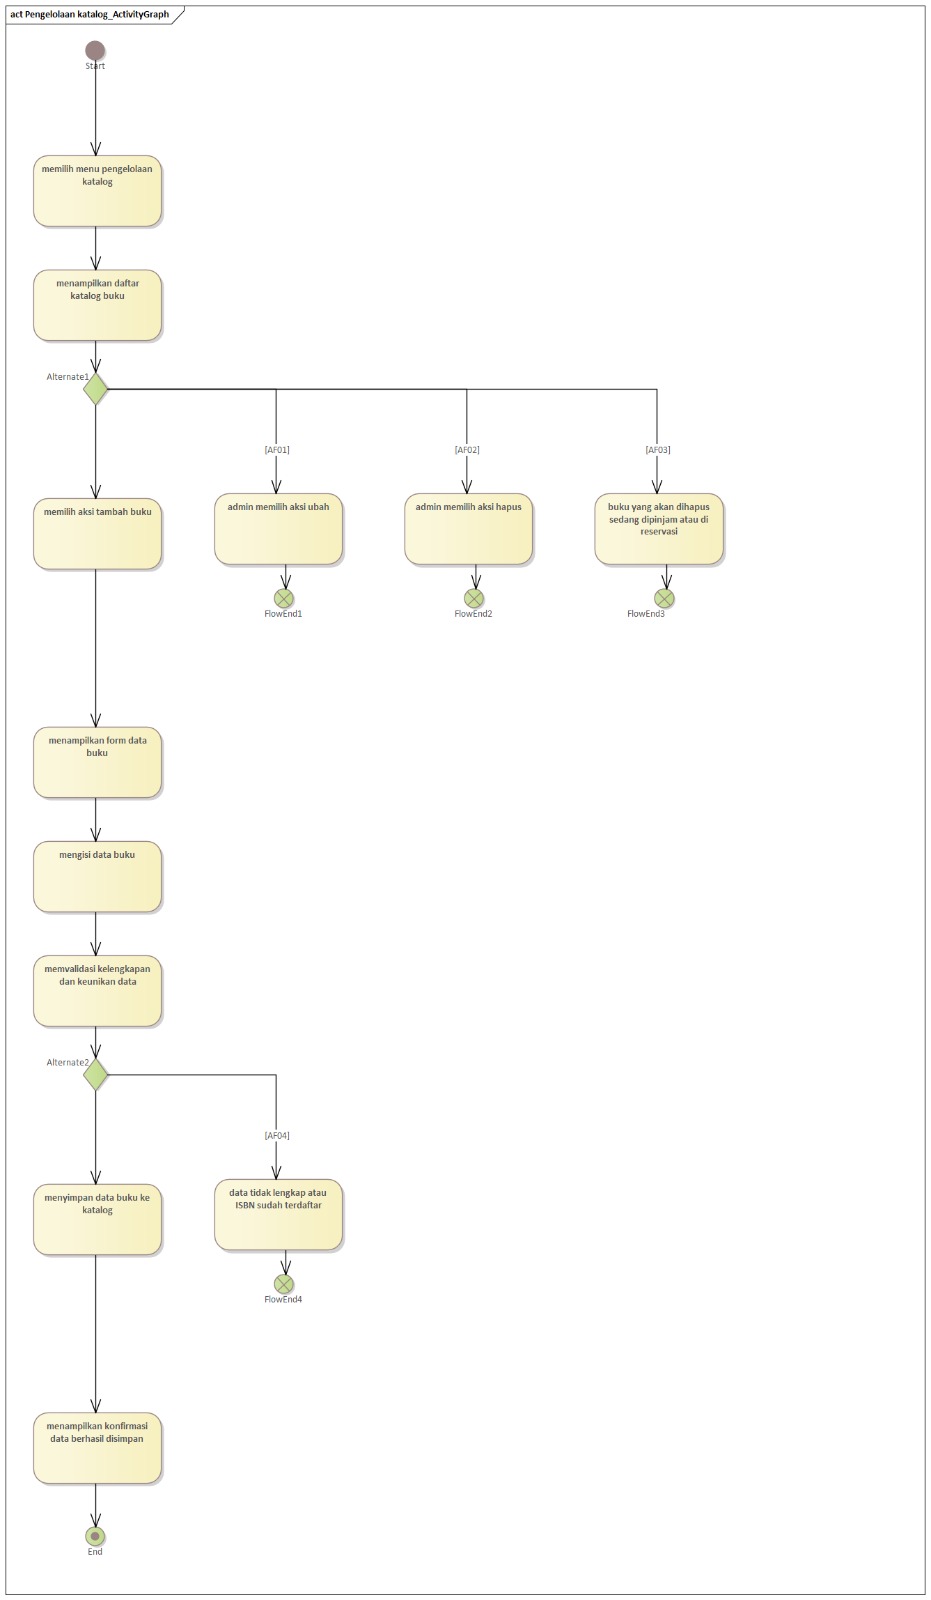 act Pengelolaan katalog_ActivityGraph
Start
memilih menu pengelolaan
katalog
menampilkan daftar
katalog buku
Alternate1
[AF01]
[AF02]
[AF03]
memilih aksi tambah buku
admin memilih aksi ubah
admin memilih aksi hapus
buku yang akan dihapus
sedang dipinjam atau di
reservasi
FlowEnd1
FlowEnd2
FlowEnd3
menampilkan form data
buku
mengisi data buku
memvalidasi kelengkapan
dan keunikan data
Alternate2
[AF04]
menyimpan data buku ke
katalog
data tidak lengkap atau
ISBN sudah terdaftar
FlowEnd4
menampilkan konfirmasi
data berhasil disimpan
End